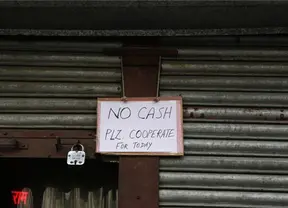 NO CASH
PLZ. COOPERATE
FOR TODAY